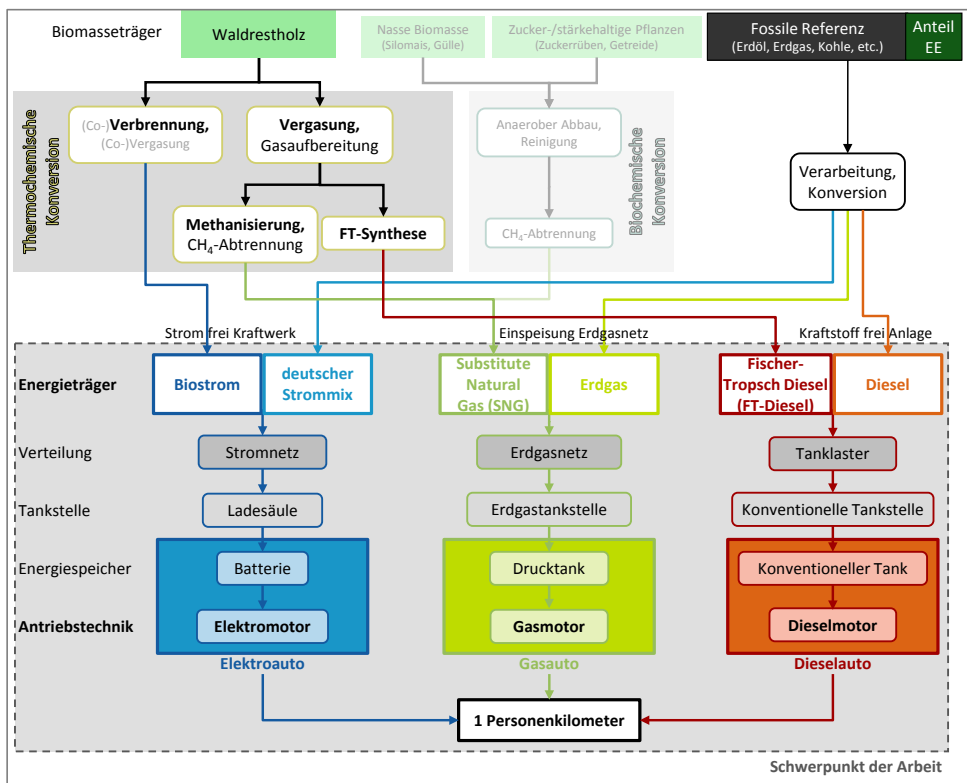 Biomasseträger
Waldrestholz
Nasse Biomasse
(Silomais, Gülle)
Zucker-/stärkehaltige Pflanzen
(Zuckerrüben, Getreide)
Fossile Referenz
(Erdöl, Erdgas, Kohle, etc.)
Anteil
EE
Thermochemische
Konversion
(Co-)Verbrennung,
(Co-)Vergasung
Vergasung,
Gasaufbereitung
Anaerober Abbau,
Reinigung
Biochemische
Konversion
Verarbeitung,
Konversion
Methanisierung,
CH₄-Abtrennung
FT-Synthese
CH₄-Abtrennung
Strom frei Kraftwerk
Einspeisung Erdgasnetz
Kraftstoff frei Anlage
Energieträger
Biostrom
deutscher
Strommix
Substitute
Natural
Gas (SNG)
Erdgas
Fischer-
Tropsch Diesel
(FT-Diesel)
Diesel
Verteilung
Stromnetz
Erdgasnetz
Tanklaster
Tankstelle
Ladesäule
Erdgastankstelle
Konventionelle Tankstelle
Energiespeicher
Batterie
Drucktank
Konventioneller Tank
Antriebstechnik
Elektromotor
Gasmotor
Dieselmotor
Elektroauto
Gasauto
Dieselauto
1 Personenkilometer
Schwerpunkt der Arbeit